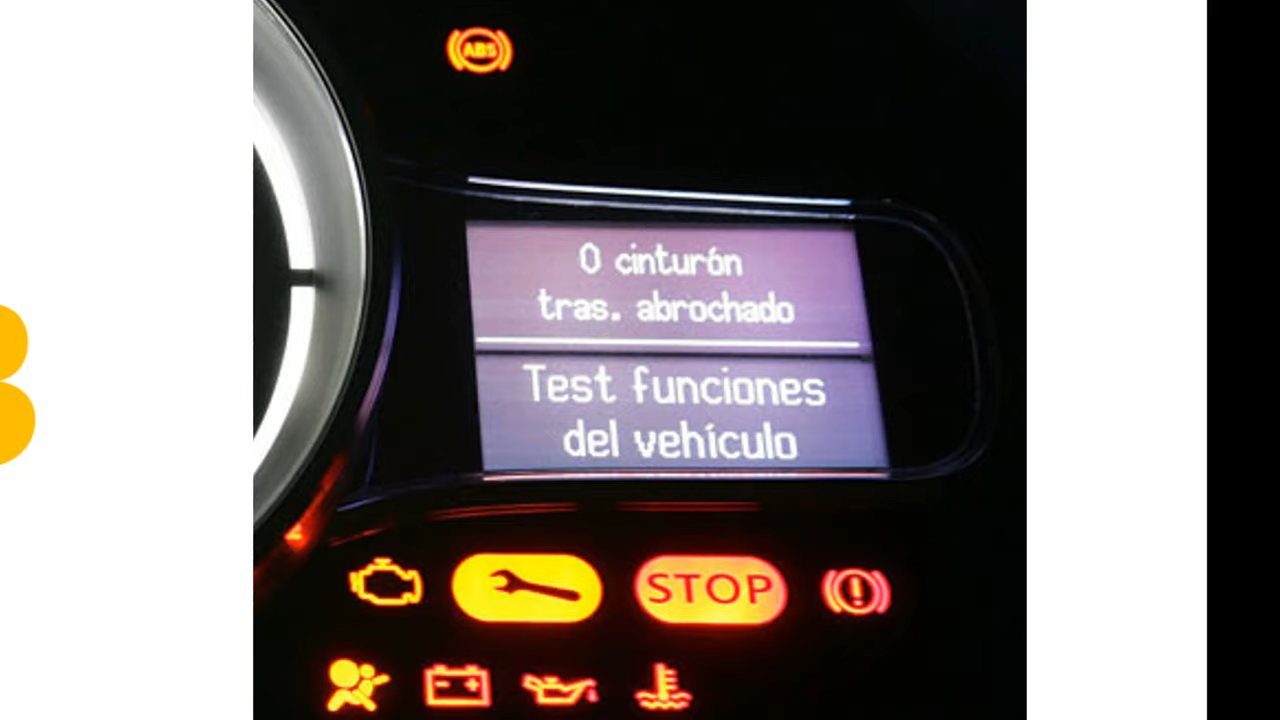 ABS
0 cinturón
tras. abrochado
Test funciones
del vehículo
STOP